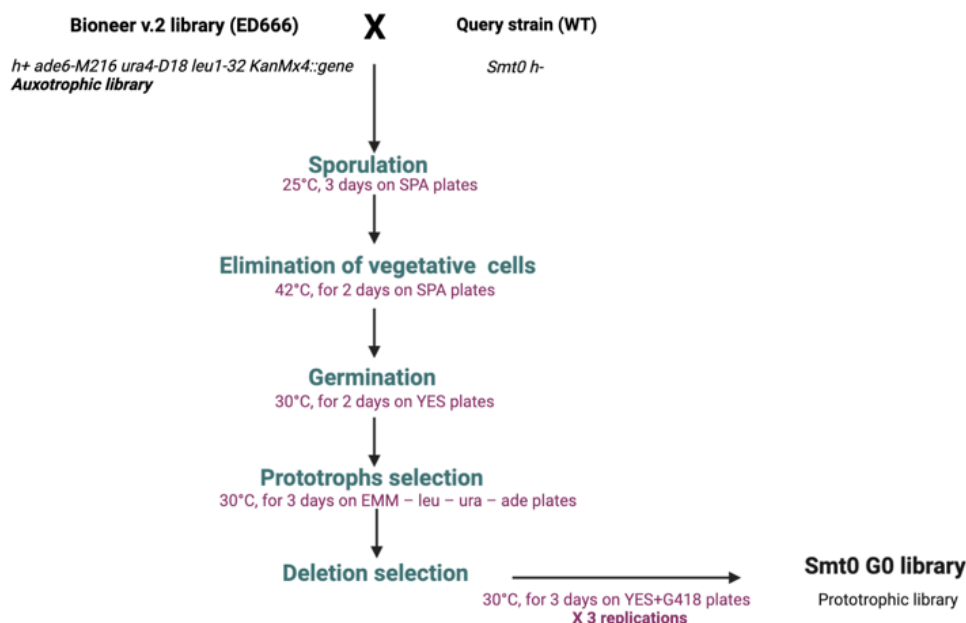 Bioneer v.2 library (ED666)
X
Query strain (WT)
h+ ade6-M216 ura4-D18 leu1-32 KanMx4::gene
Auxotrophic library
Smt0 h-
Sporulation
25°C, 3 days on SPA plates
Elimination of vegetative cells
42°C, for 2 days on SPA plates
Germination
30°C, for 2 days on YES plates
Prototrophs selection
30°C, for 3 days on EMM – leu – ura – ade plates
Deletion selection
30°C, for 3 days on YES+G418 plates
X 3 replications
Smt0 G0 library
Prototrophic library